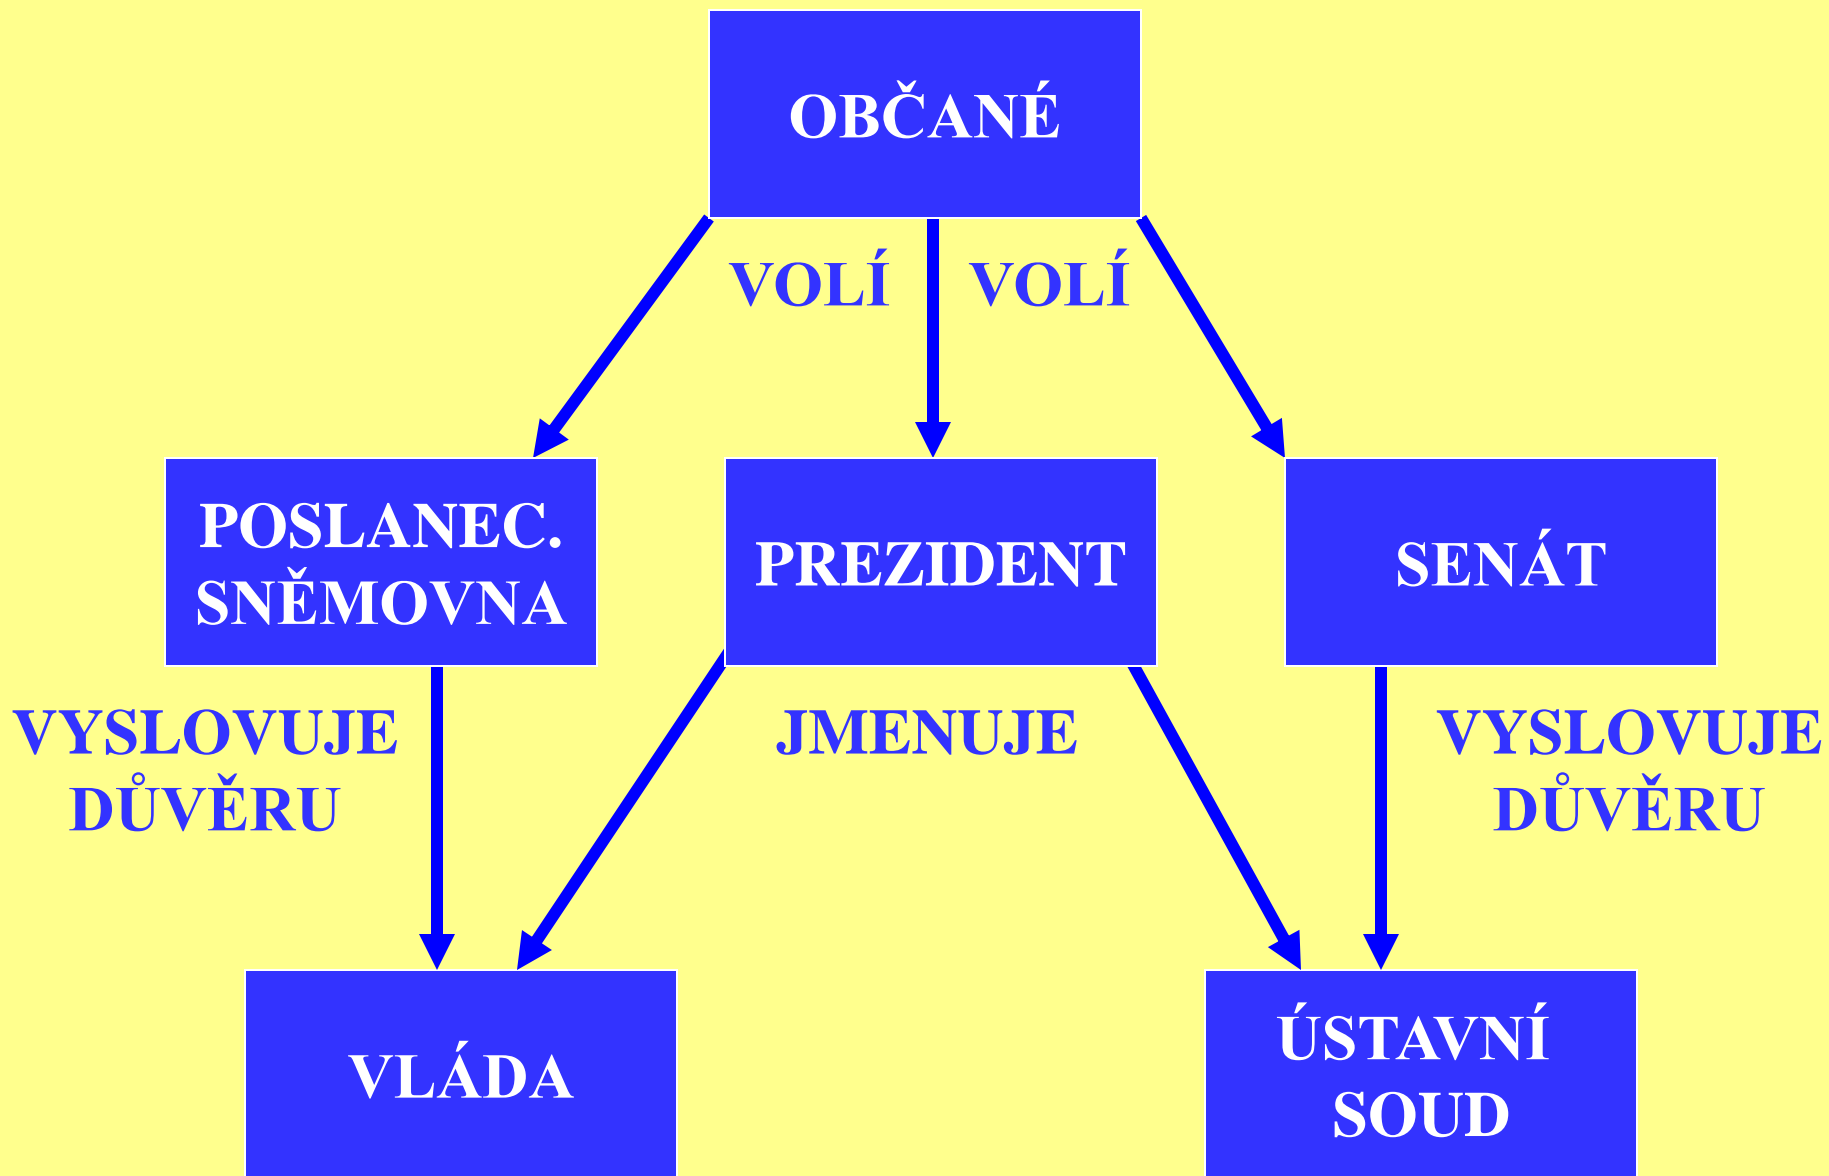 OBČANÉ
VOLÍ
VOLÍ
POSLANEC.
SNĚMOVNA
PREZIDENT
SENÁT
VYSLOVUJE
DŮVĚRU
JMENUJE
VYSLOVUJE
DŮVĚRU
VLÁDA
ÚSTAVNÍ
SOUD